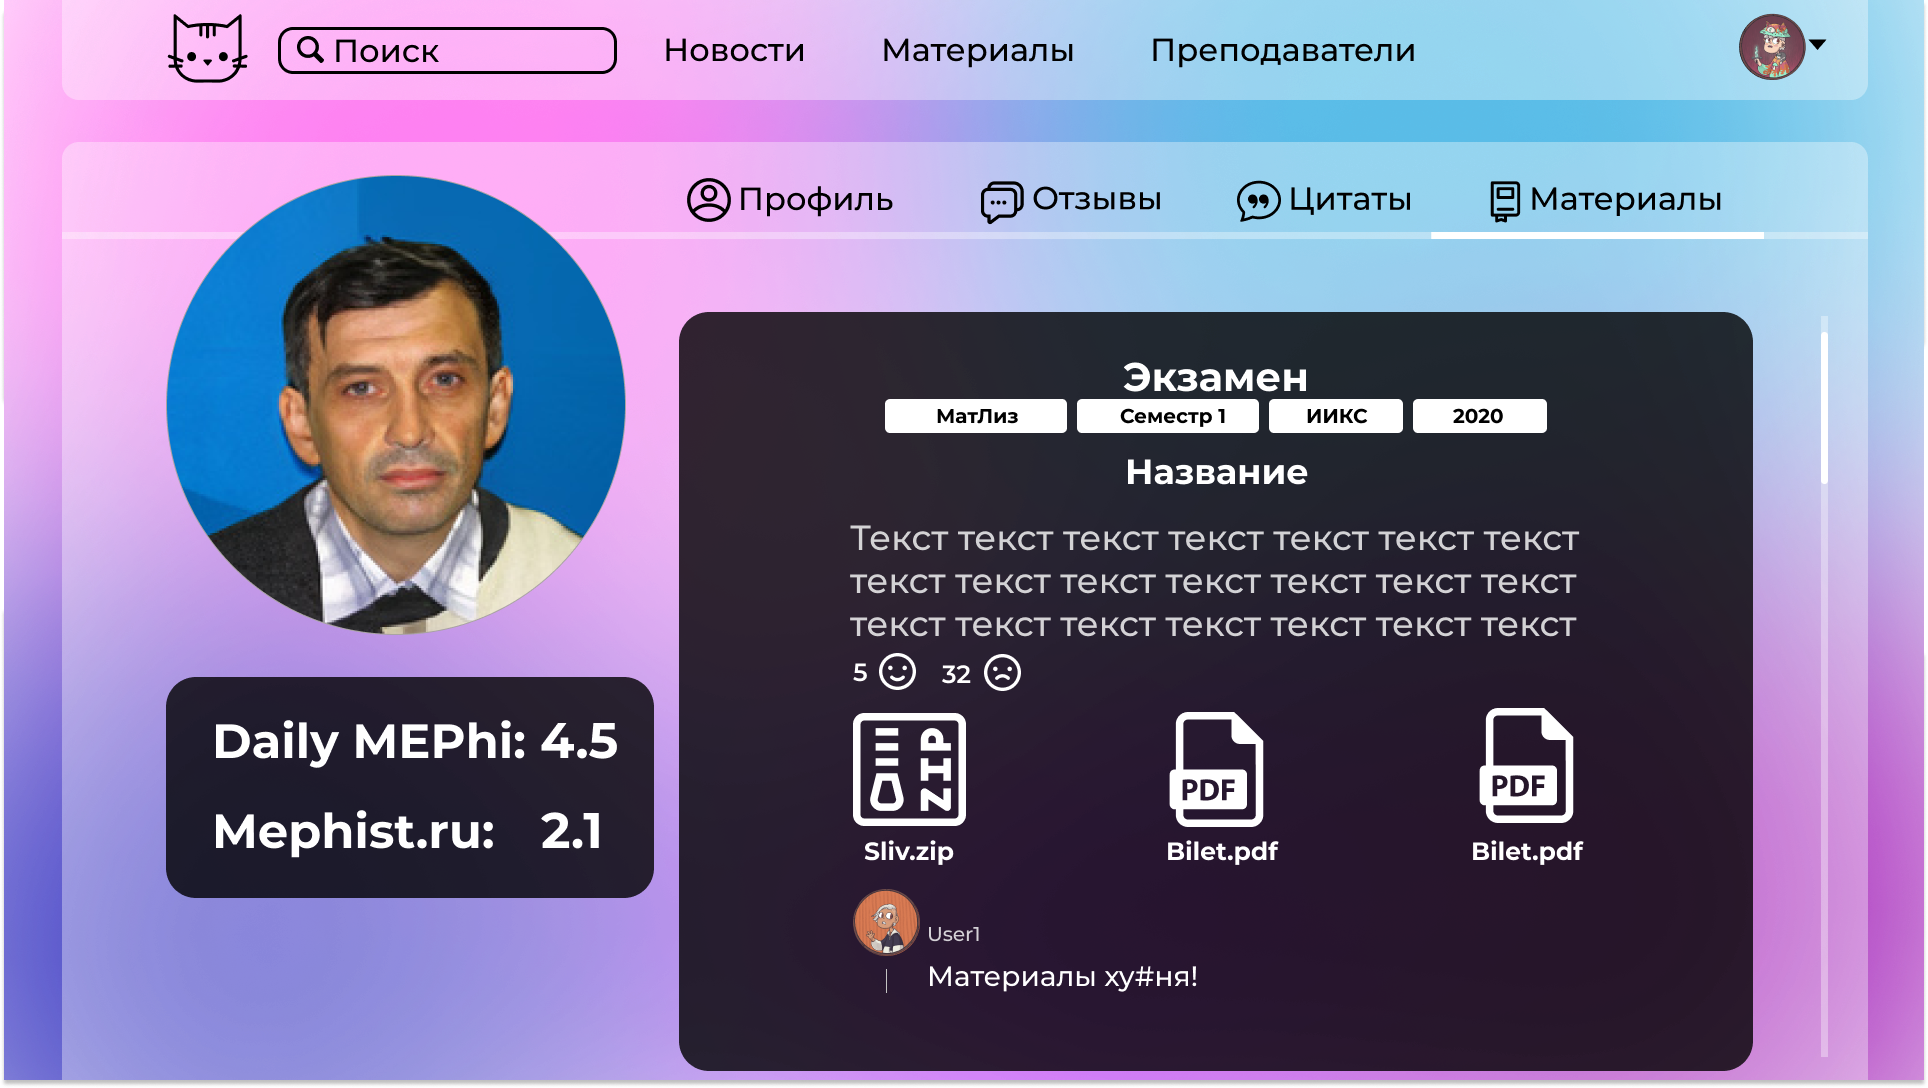 Поиск
Новости
Материалы
Преподаватели
Профиль
Отзывы
Цитаты
Материалы
Экзамен
МатЛиз
Семестр 1
ИИКС
2020
Название
Текст текст текст текст текст текст текст
текст текст текст текст текст текст текст
текст текст текст текст текст текст текст
5
32
ZIP
PDF
PDF
Sliv.zip
Bilet.pdf
Bilet.pdf
User1
Материалы ху#ня!
Daily MEPhi: 4.5
Mephist.ru: 2.1